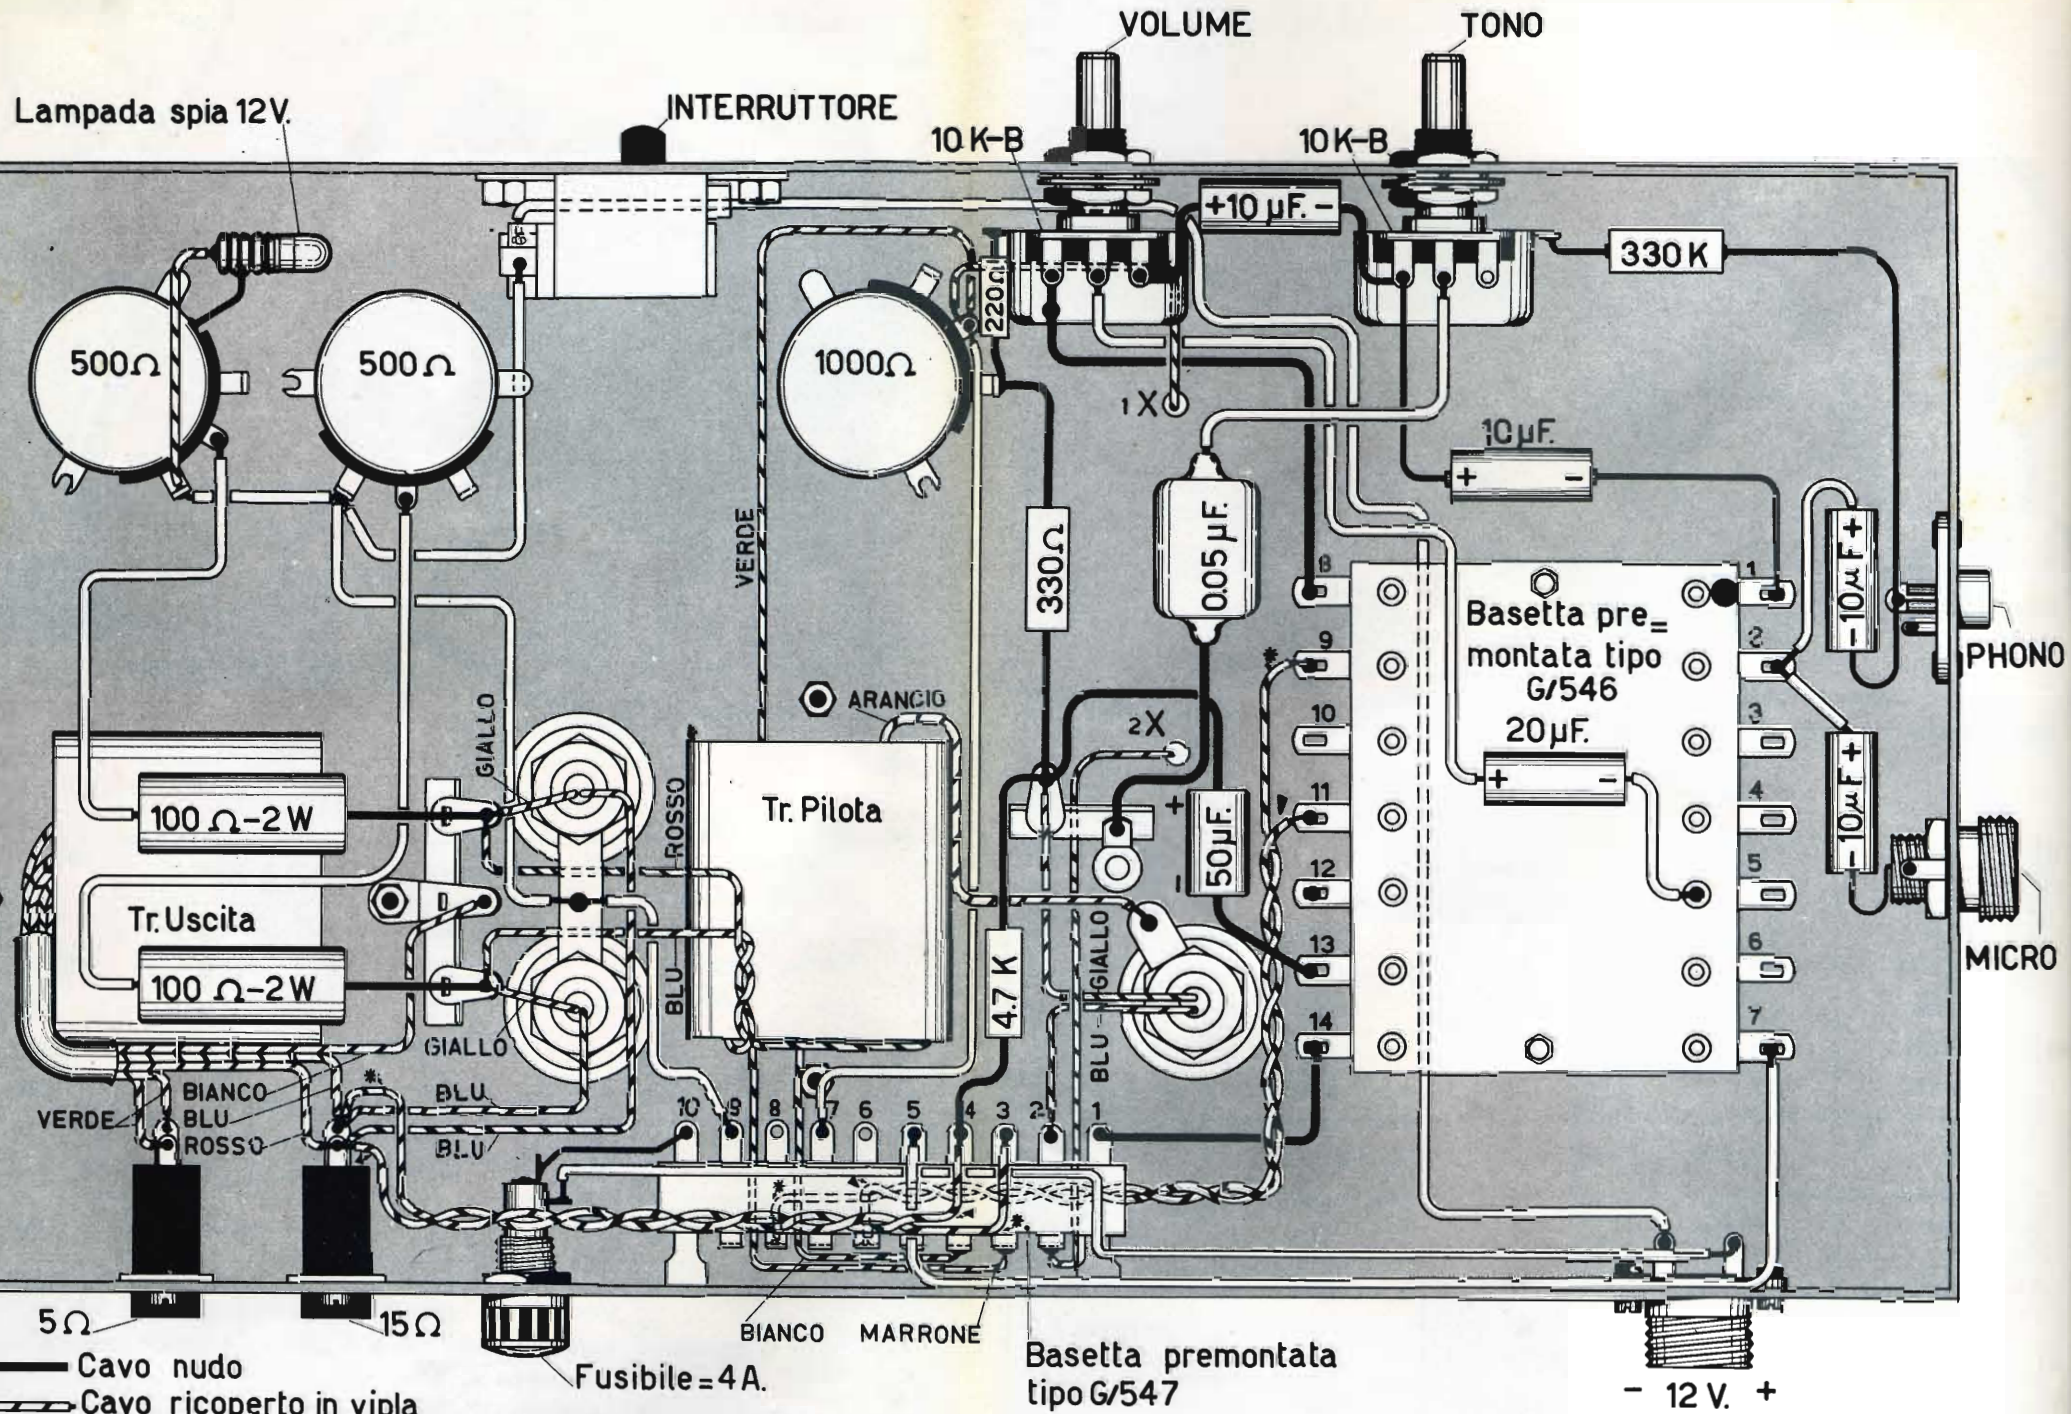 VOLUME
TONO
Lampada spia 12V.
INTERRUTTORE
10K-B
10K-B
+10 µF.-
330K
220Ω
500Ω
500Ω
1000Ω
1X
10µF.
+ -
VERDE
330Ω
0.05 µF.
- 10µF +
PHONO
8
9
10
11
12
13
14
1
2
3
4
5
6
7
Basetta pre=
montata tipo
G/546
20µF.
+ -
- 10µF +
MICRO
GIALLO
ARANCIO
2X
ROSSO
Tr. Pilota
100 Ω-2W
+
50µF.
-
Tr. Uscita
100 Ω-2W
BLU
4.7 K
BLU-GIALLO
GIALLO
BIANCO
BLU
VERDE
BLU
ROSSO
BLU
10 9 8 7 6 5 4 3 2 1
5Ω
15Ω
BIANCO MARRONE
Fusibile=4A.
Basetta premontata
tipo G/547
- 12 V. +
Cavo nudo
Cavo ricoperto in vipla